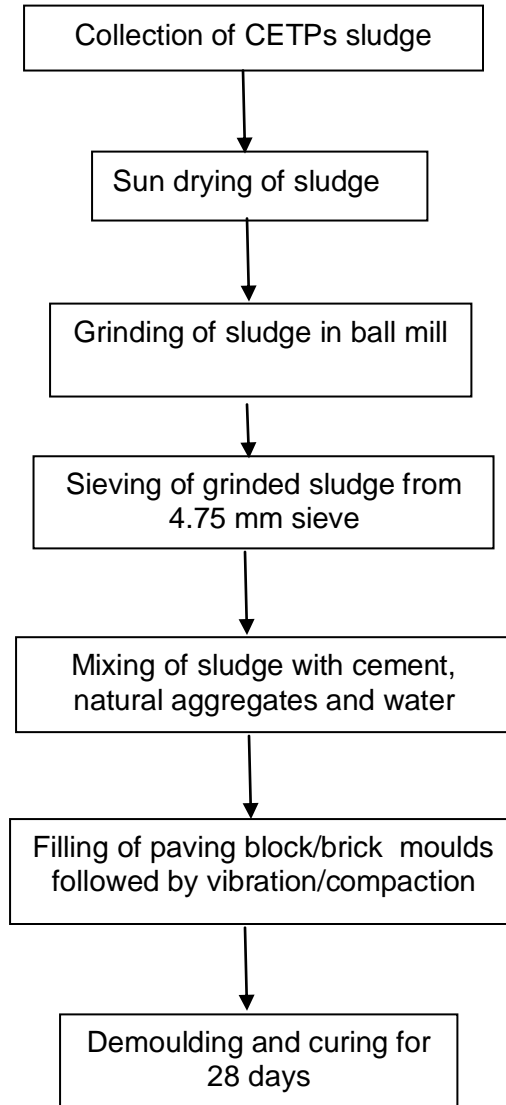 Collection of CETPs sludge
Sun drying of sludge
Grinding of sludge in ball mill
Sieving of grinded sludge from
4.75 mm sieve
Mixing of sludge with cement,
natural aggregates and water
Filling of paving block/brick moulds
followed by vibration/compaction
Demoulding and curing for
28 days